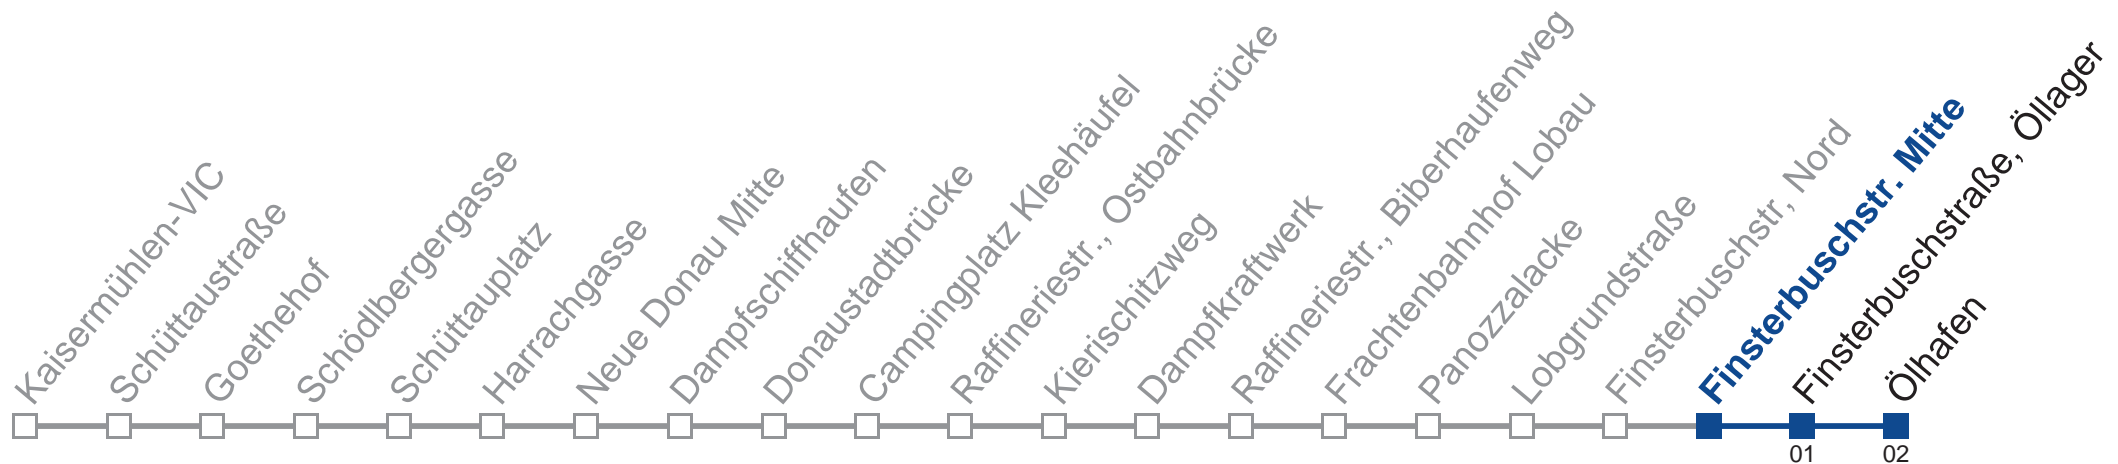 Kaisermühlen-VIC
Schüttaustraße
Goethehof
Schödlbergergasse
Schüttauplatz
Harrachgasse
Neue Donau Mitte
Dampfschiffhaufen
Donaustadtbrücke
Campingplatz Kleehäufel
Raffineriestr., Ostbahnbrücke
Kierischitzweg
Dampfkraftwerk
Raffineriestr., Biberhaufenweg
Frachtenbahnhof Lobau
Panozzalacke
Lobgrundstraße
Finsterbuschstr, Nord
Finsterbuschstr. Mitte
Finsterbuschstraße, Öllager
Ölhafen
01
02